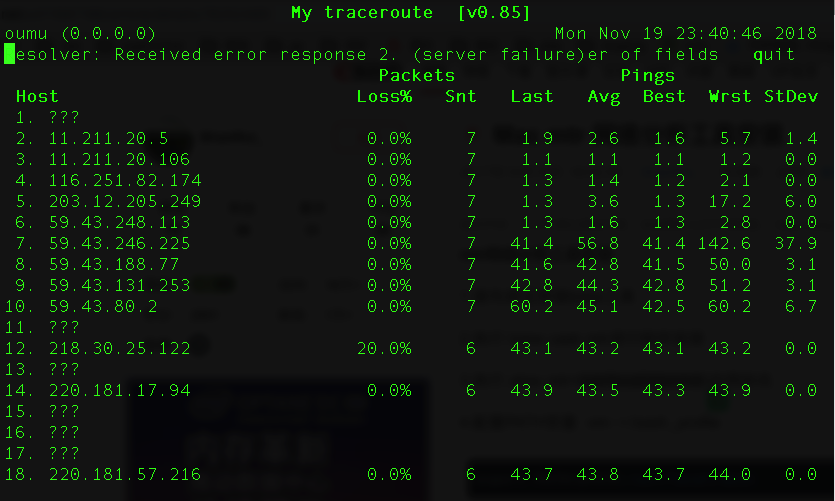 My traceroute [v0.85]
oumu (0.0.0.0) Mon Nov 19 23:40:46 2018
esolver: Received error response 2. (server failure)er of fields quit
Packets Pings
Host Loss% Snt Last Avg Best Wrst StDev
1. ???
2. 11.211.20.5 0.0% 7 1.9 2.6 1.6 5.7 1.4
3. 11.211.20.106 0.0% 7 1.1 1.1 1.1 1.2 0.0
4. 116.251.82.174 0.0% 7 1.3 1.4 1.2 2.1 0.0
5. 203.12.205.249 0.0% 7 1.3 3.6 1.3 17.2 6.0
6. 59.43.248.113 0.0% 7 1.3 1.6 1.3 2.8 0.0
7. 59.43.246.225 0.0% 7 41.4 56.8 41.4 142.6 37.9
8. 59.43.188.77 0.0% 7 41.6 42.8 41.5 50.0 3.1
9. 59.43.131.253 0.0% 7 42.8 44.3 42.8 51.2 3.1
10. 59.43.80.2 0.0% 7 60.2 45.1 42.5 60.2 6.7
11. ???
12. 218.30.25.122 20.0% 6 43.1 43.2 43.1 43.2 0.0
13. ???
14. 220.181.17.94 0.0% 6 43.9 43.5 43.3 43.9 0.0
15. ???
16. ???
17. ???
18. 220.181.57.216 0.0% 6 43.7 43.8 43.7 44.0 0.0